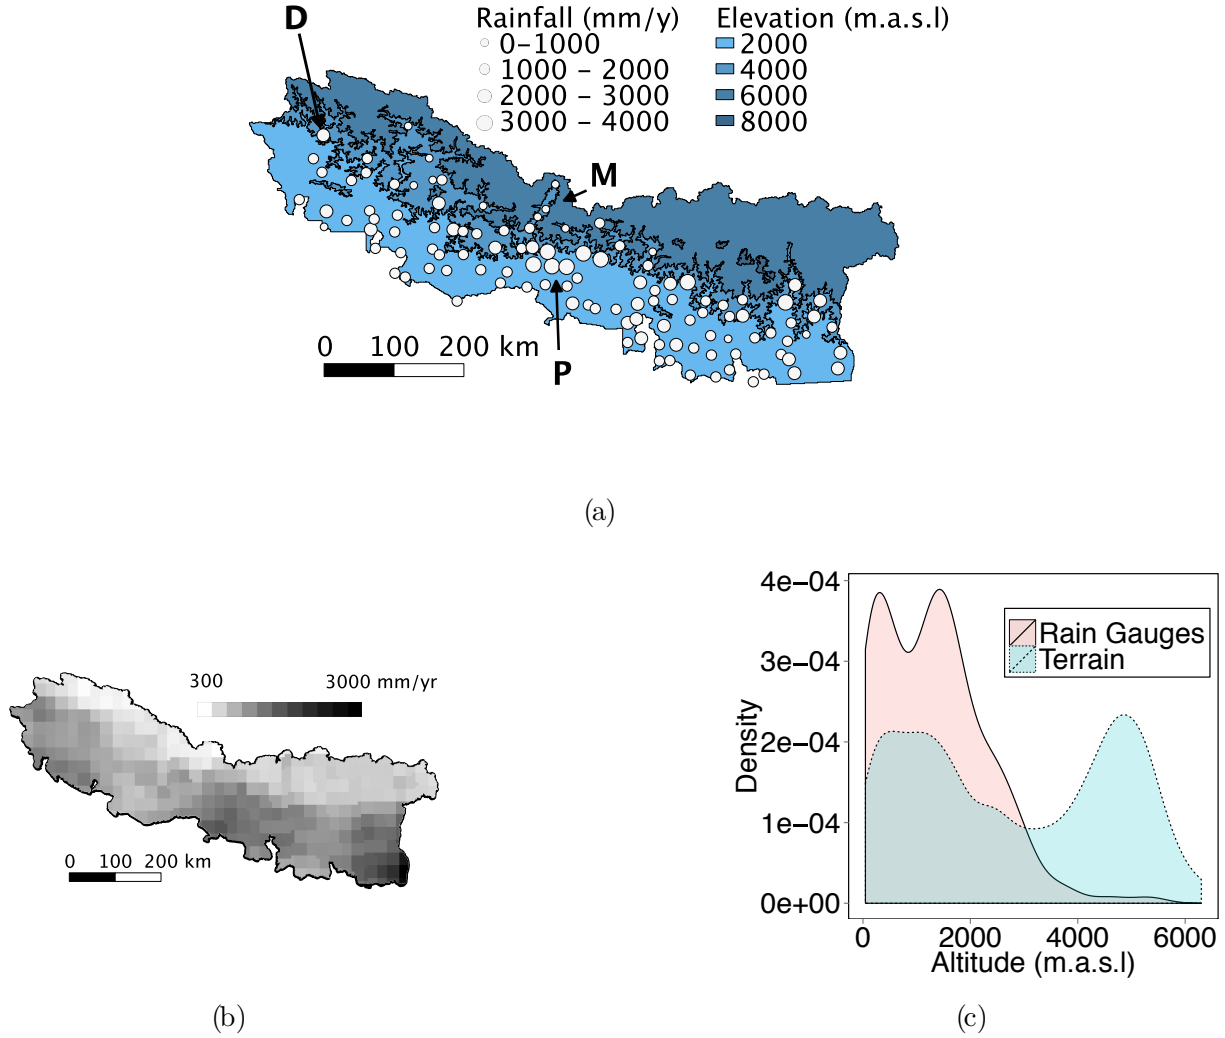 D
Rainfall (mm/y)
0–1000
1000 – 2000
2000 – 3000
3000 – 4000
Elevation (m.a.s.l)
2000
4000
6000
8000
M
0 100 200 km
P
(a)
300 3000 mm/yr
0 100 200 km
(b)
4e−04
3e−04
2e−04
1e−04
0e+00
Density
Rain Gauges
Terrain
0 2000 4000 6000
Altitude (m.a.s.l)
(c)